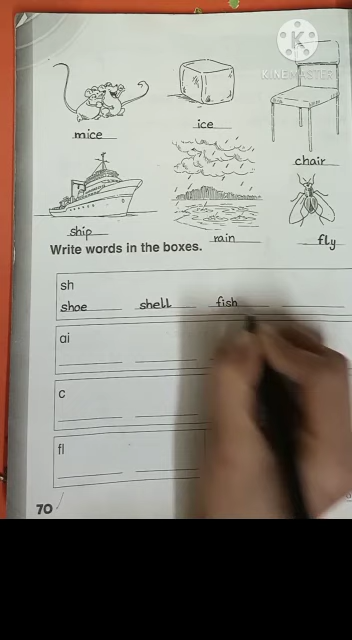 KINEMASTER
mice
ice
chair
ship
rain
fly
Write words in the boxes.
sh
shoe shell fish
ai
c
fl
70